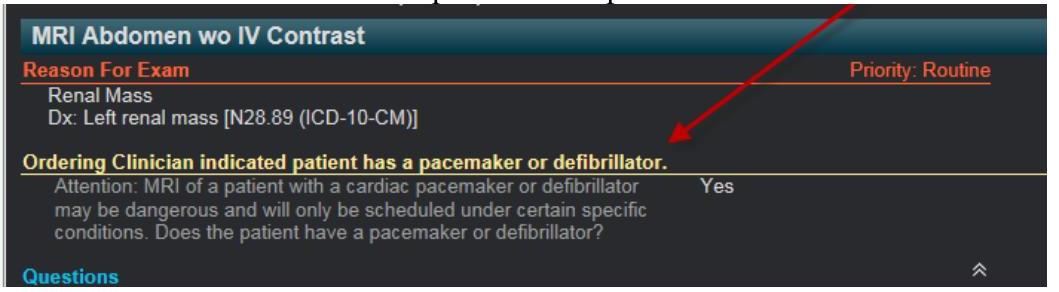 MRI Abdomen wo IV Contrast
Reason For Exam Priority: Routine
Renal Mass
Dx: Left renal mass [N28.89 (ICD-10-CM)]
Ordering Clinician indicated patient has a pacemaker or defibrillator.
Attention: MRI of a patient with a cardiac pacemaker or defibrillator Yes
may be dangerous and will only be scheduled under certain specific
conditions. Does the patient have a pacemaker or defibrillator?
Questions